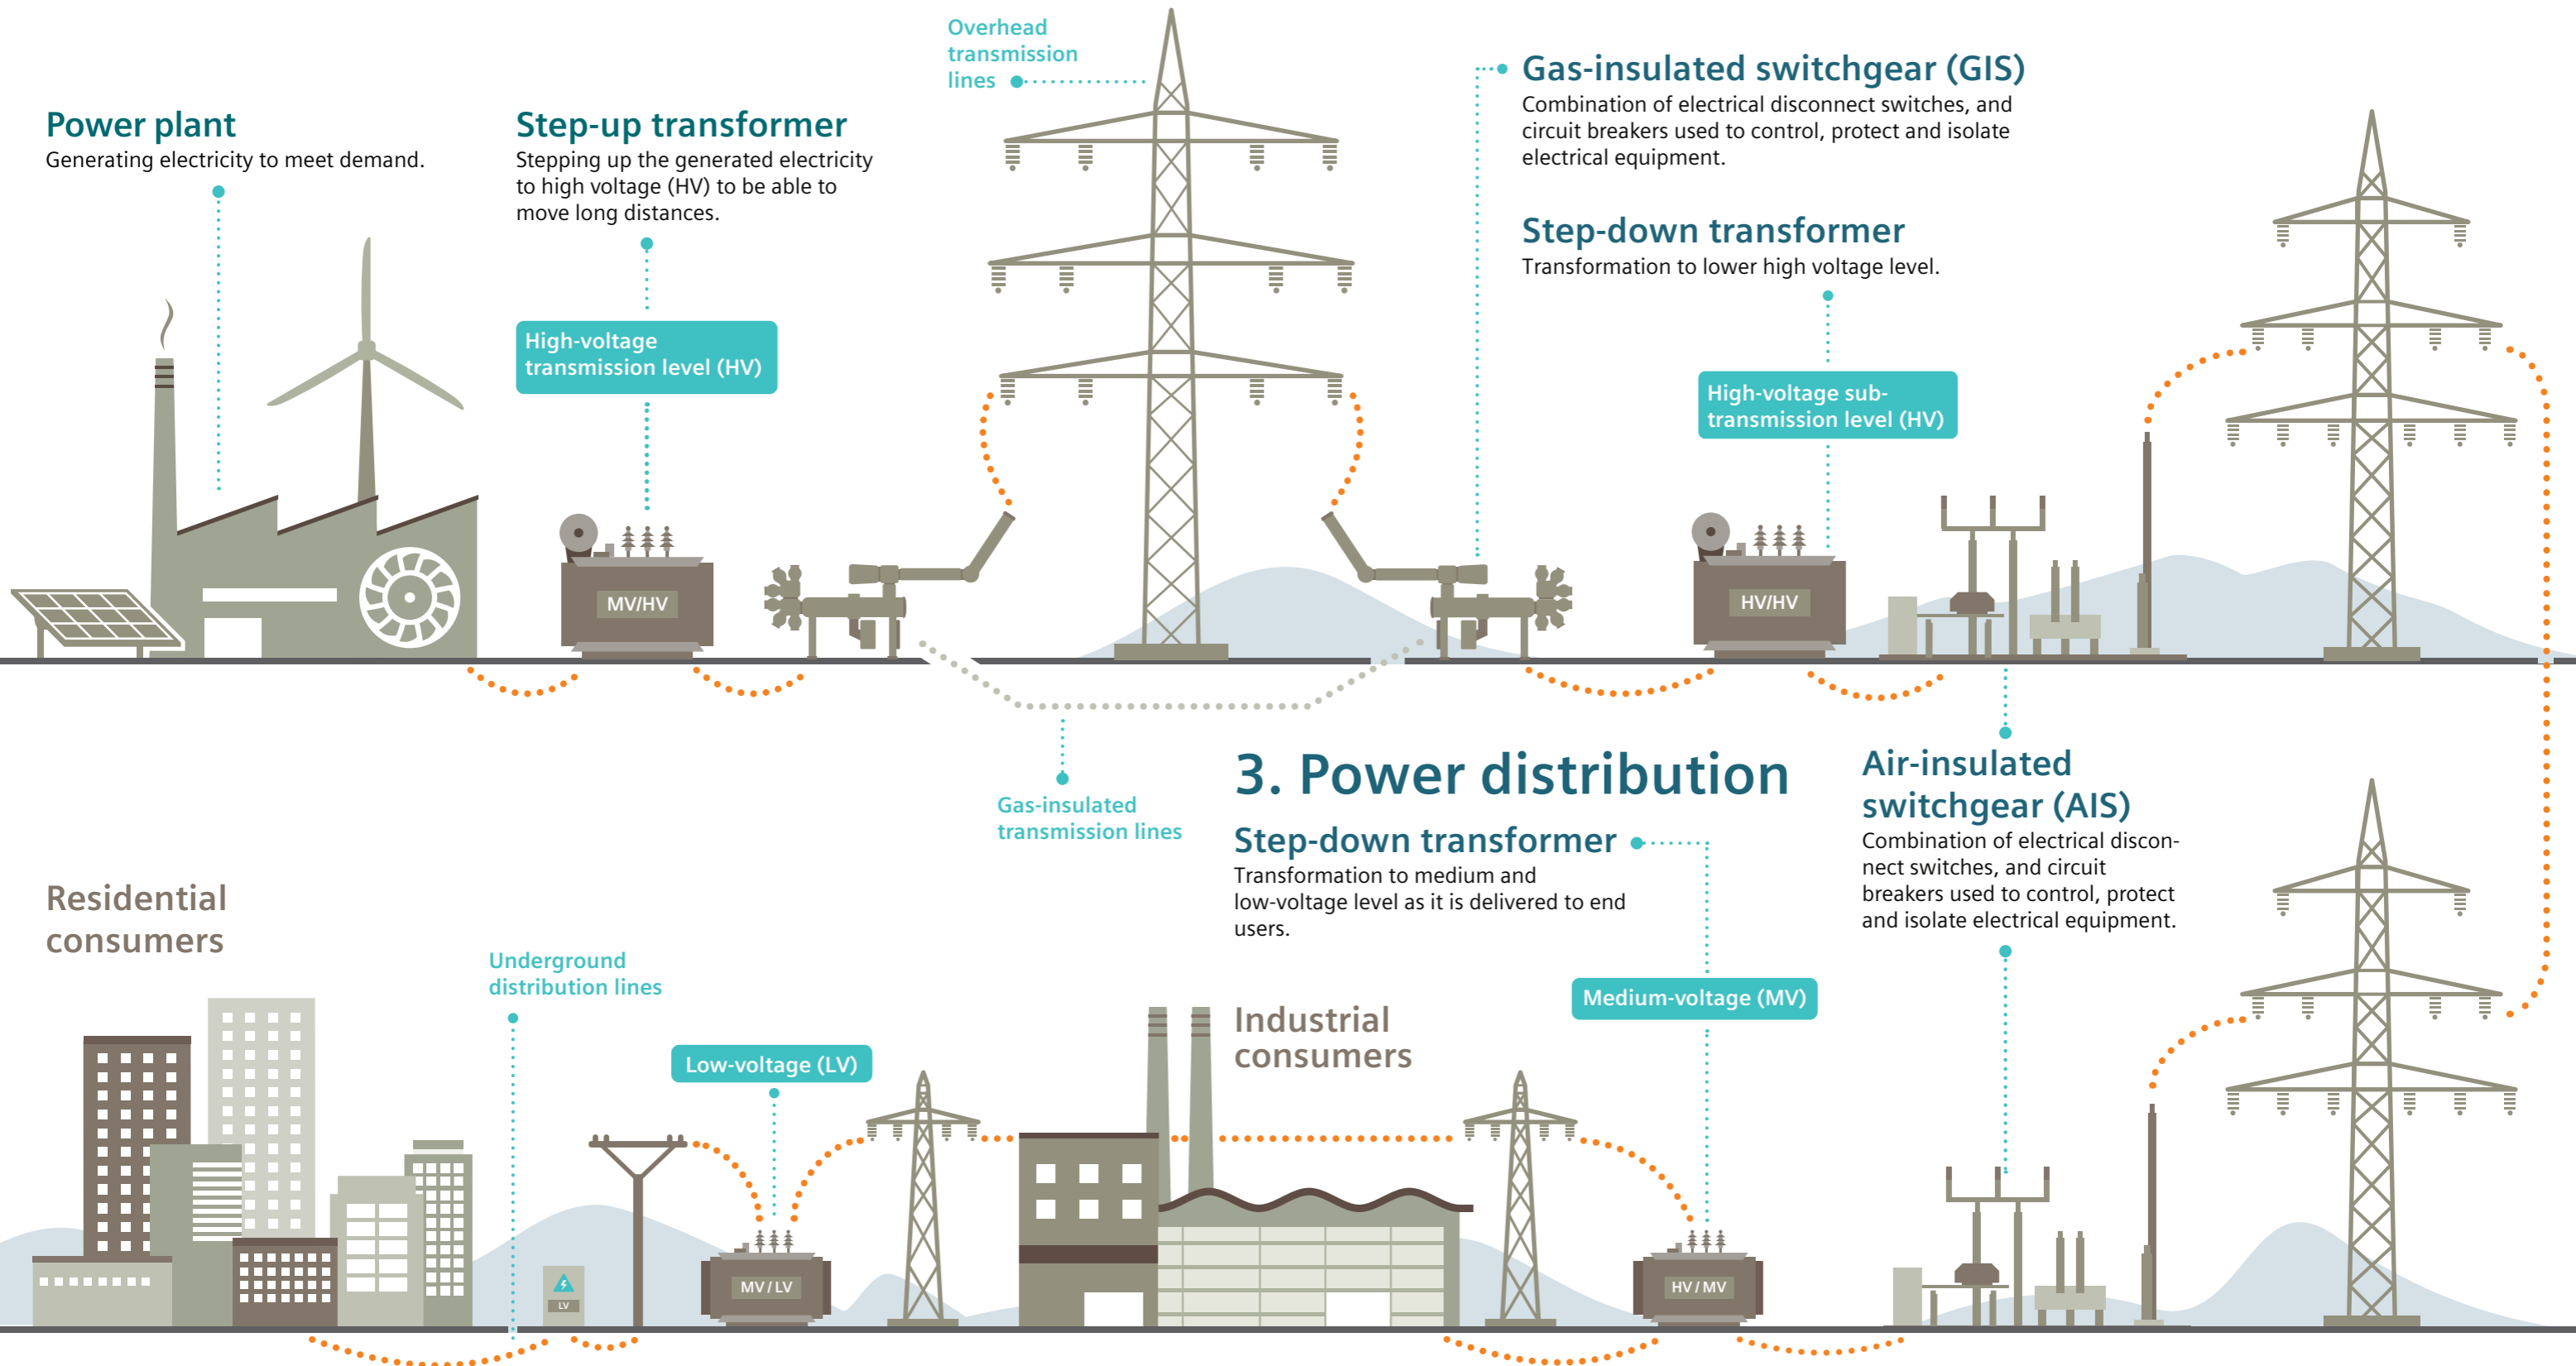 Power plant
Generating electricity to meet demand.
Step-up transformer
Stepping up the generated electricity
to high voltage (HV) to be able to
move long distances.
High-voltage
transmission level (HV)
Overhead
transmission
lines
Gas-insulated switchgear (GIS)
Combination of electrical disconnect switches, and
circuit breakers used to control, protect and isolate
electrical equipment.
Step-down transformer
Transformation to lower high voltage level.
High-voltage sub-
transmission level (HV)
MV/HV
HV/HV
Gas-insulated
transmission lines
3. Power distribution
Step-down transformer
Transformation to medium and
low-voltage level as it is delivered to end
users.
Medium-voltage (MV)
Air-insulated
switchgear (AIS)
Combination of electrical discon-
nect switches, and circuit
breakers used to control, protect
and isolate electrical equipment.
Residential
consumers
Underground
distribution lines
Low-voltage (LV)
Industrial
consumers
LV
MV / LV
HV / MV